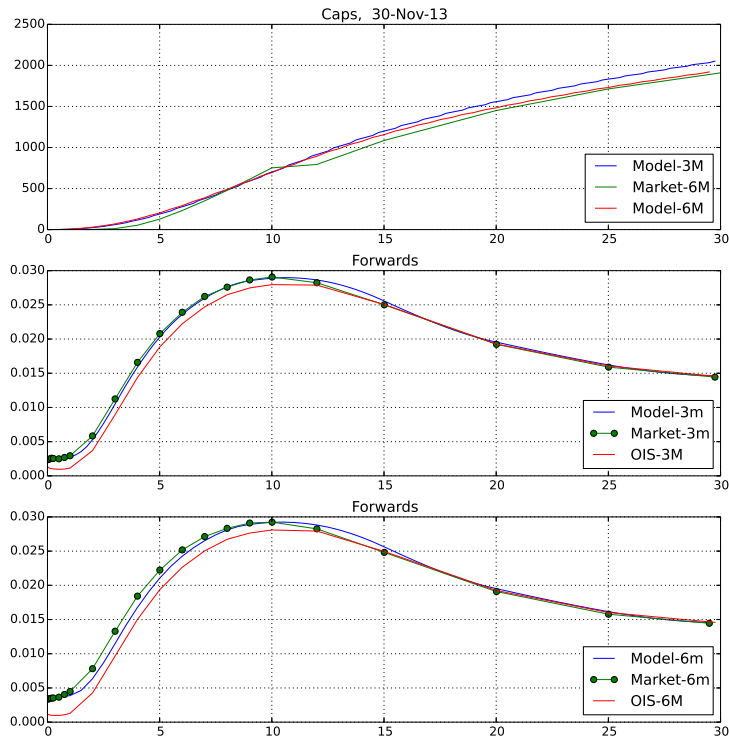 Caps,  30-Nov-13
2500
2000
1500
1000
500
0
0 5 10 15 20 25 30
Model-3M
Market-6M
Model-6M
Forwards
0.030
0.025
0.020
0.015
0.010
0.005
0.000
0 5 10 15 20 25 30
Model-3m
Market-3m
OIS-3M
Forwards
0.030
0.025
0.020
0.015
0.010
0.005
0.000
0 5 10 15 20 25 30
Model-6m
Market-6m
OIS-6M